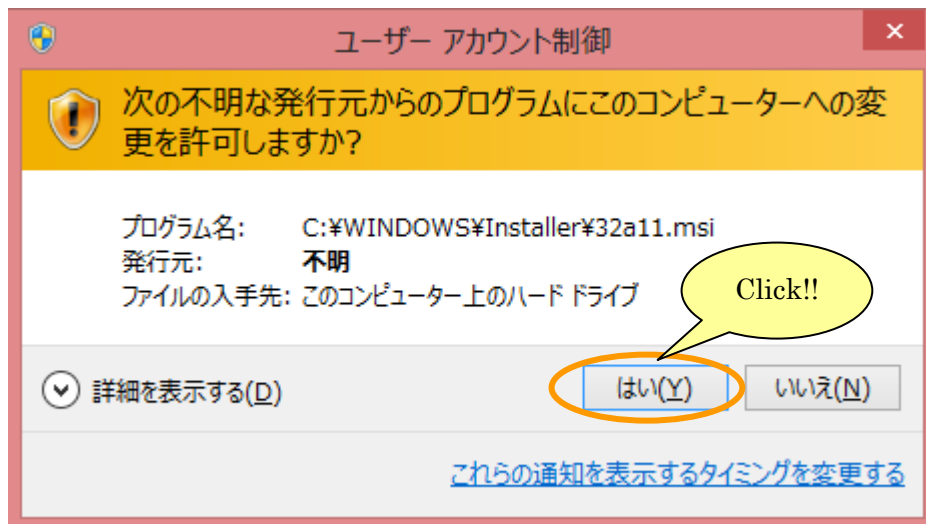 ユーザー アカウント制御
次の不明な発行元からのプログラムにこのコンピューターへの変
更を許可しますか?
プログラム名: C:¥WINDOWS¥Installer¥32a11.msi
発行元: 不明
ファイルの入手先: このコンピューター上のハード ドライブ
Click!!
詳細を表示する(D)
はい(Y)
いいえ(N)
これらの通知を表示するタイミングを変更する